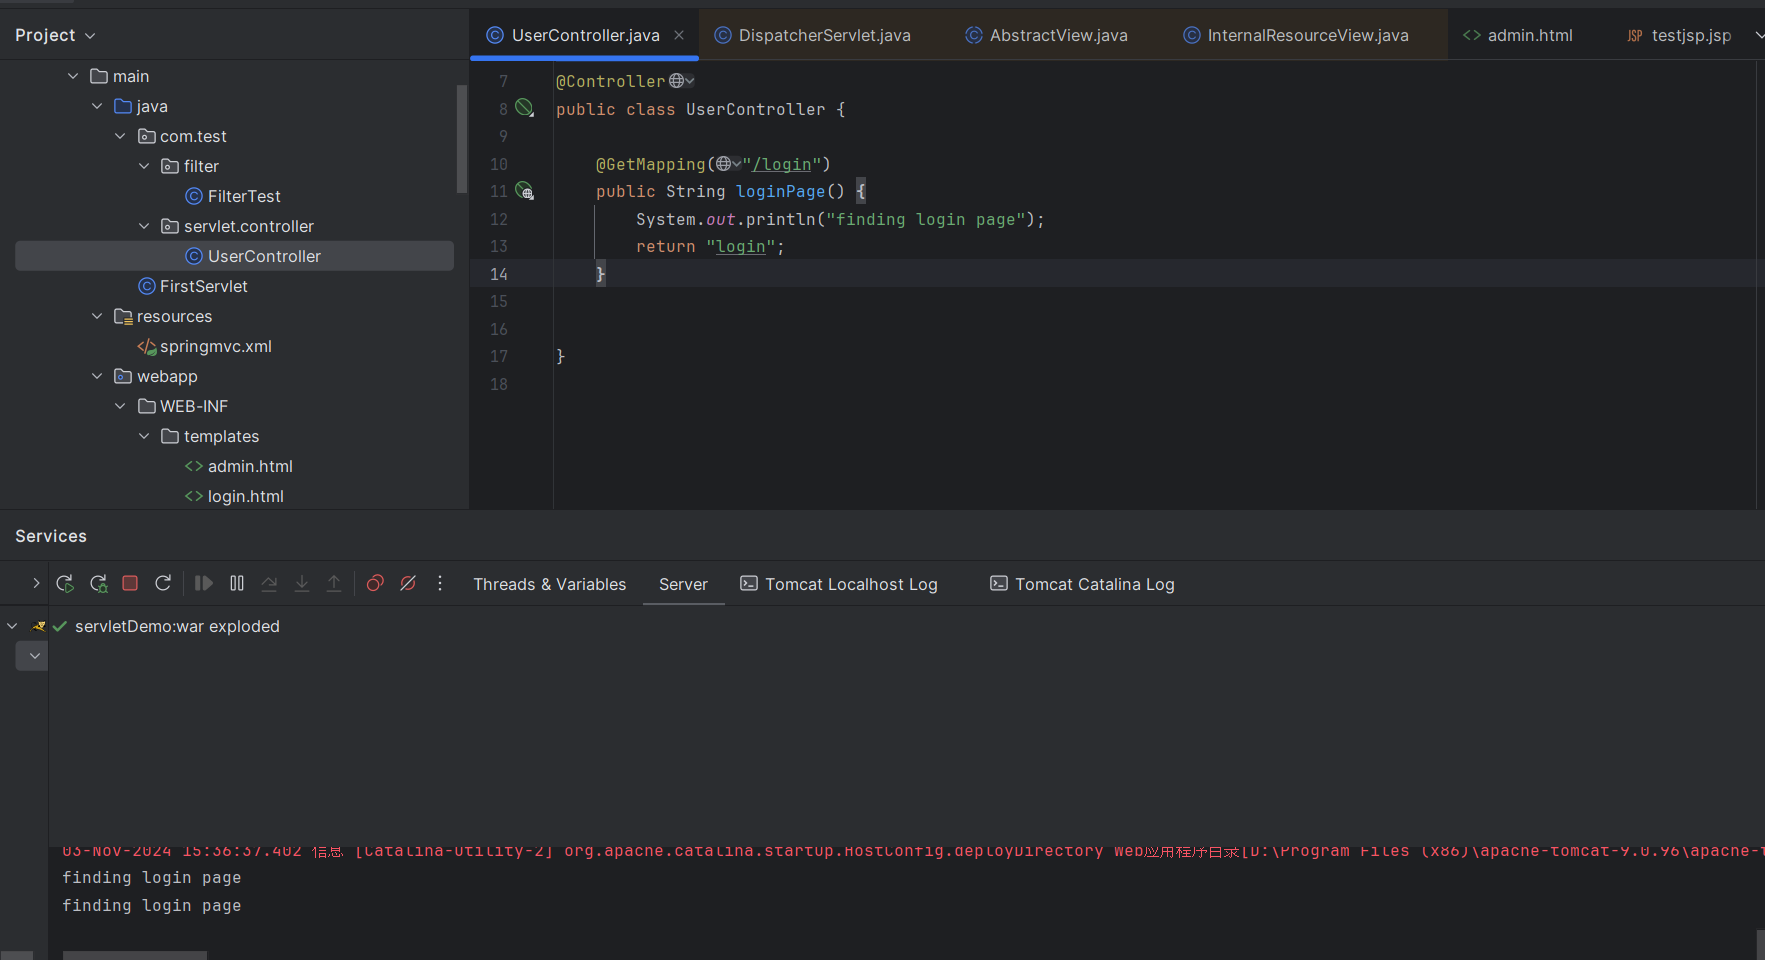 Project
UserController.java
DispatcherServlet.java
AbstractView.java
InternalResourceView.java
admin.html
JSP testjsp.jsp
main
java
com.test
filter
FilterTest
servlet.controller
UserController
FirstServlet
resources
springmvc.xml
webapp
WEB-INF
templates
admin.html
login.html
7 @Controller
8 public class UserController {
9
10 @GetMapping("/login")
11 public String loginPage() {
12 System.out.println("finding login page");
13 return "login";
14 }
15
16
17 }
18
Services
Threads & Variables
Server
Tomcat Localhost Log
Tomcat Catalina Log
servletDemo:war exploded
03-Nov-2024 15:36:37.402 信息 [Catalina-utility-2] org.apache.catalina.startup.HostConfig.deployDirectory Web应用程序目录[D:\Program Files (x86)\apache-tomcat-9.0.96\apache-t
finding login page
finding login page